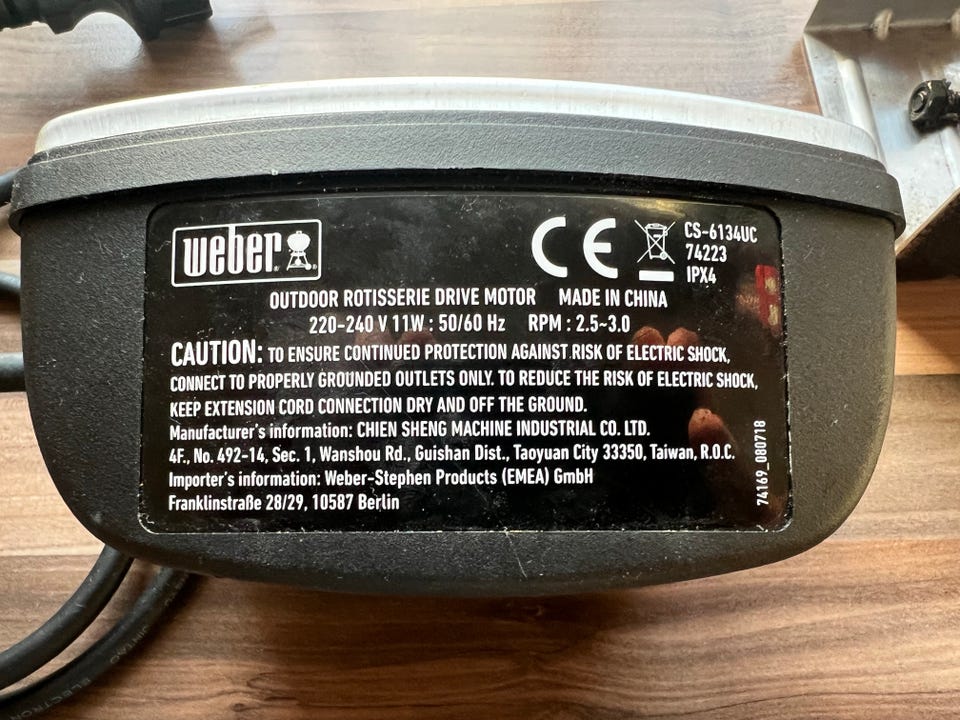 weber
CE
CS-6134UC
74223
IPX4
OUTDOOR ROTISSERIE DRIVE MOTOR MADE IN CHINA
220-240 V 11W : 50/60 Hz RPM : 2.5~3.0
CAUTION: TO ENSURE CONTINUED PROTECTION AGAINST RISK OF ELECTRIC SHOCK,
CONNECT TO PROPERLY GROUNDED OUTLETS ONLY. TO REDUCE THE RISK OF ELECTRIC SHOCK,
KEEP EXTENSION CORD CONNECTION DRY AND OFF THE GROUND.
Manufacturer's information: CHIEN SHENG MACHINE INDUSTRIAL CO. LTD.
4F., No. 492-14, Sec. 1, Wanshou Rd., Guishan Dist., Taoyuan City 33350, Taiwan, R.O.C.
Importer's information: Weber-Stephen Products (EMEA) GmbH
Franklinstraße 28/29, 10587 Berlin
74169_080718